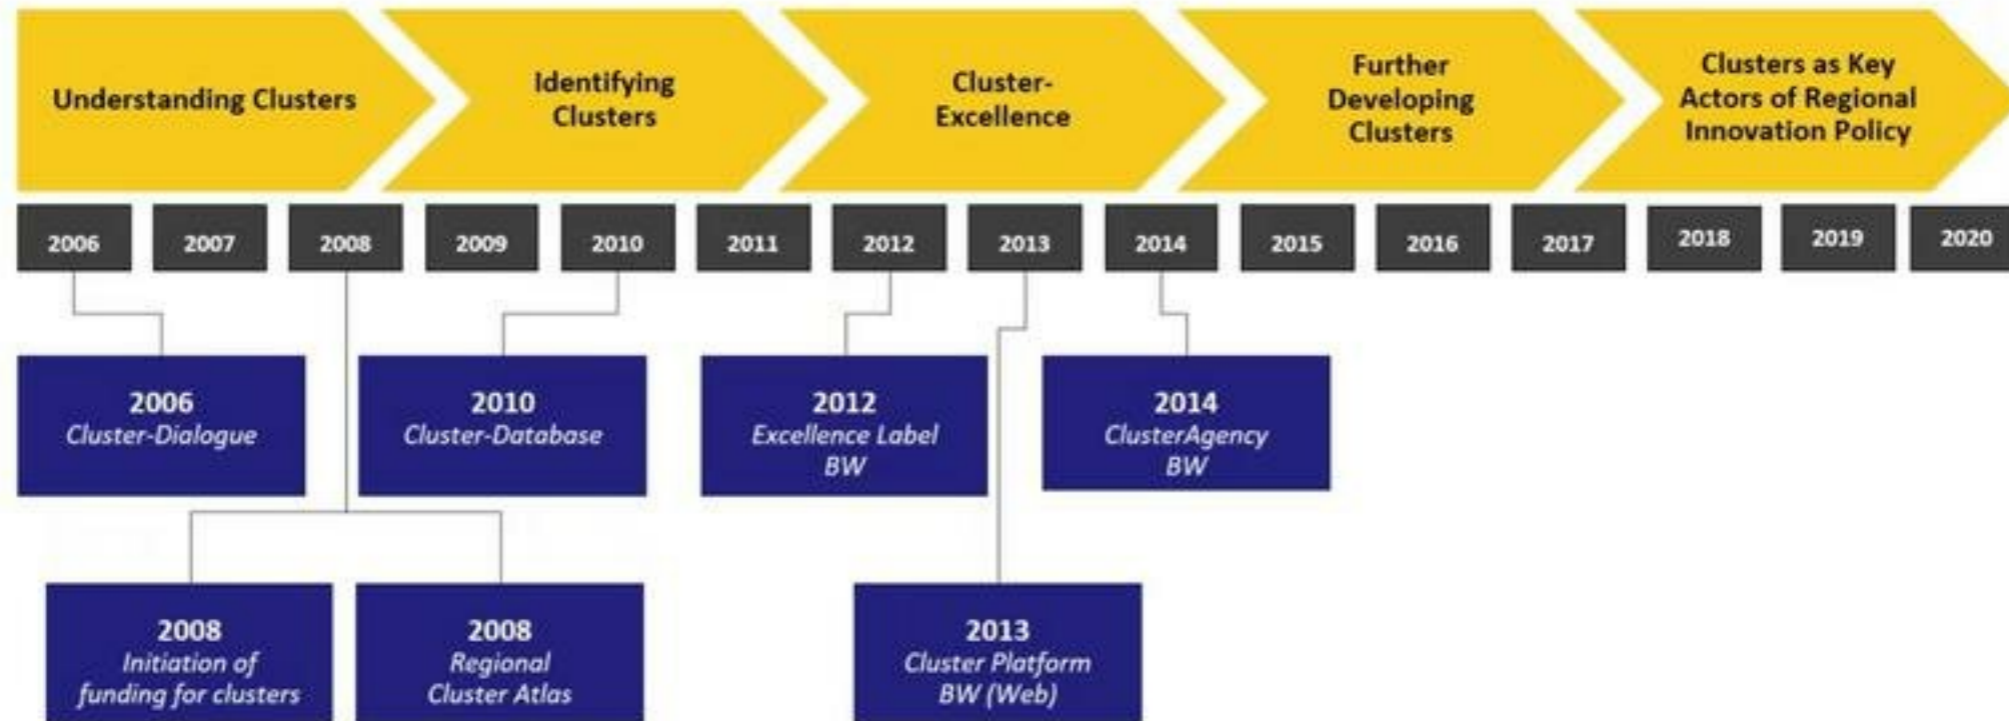 Understanding Clusters
Identifying
Clusters
Cluster-
Excellence
Further
Developing
Clusters
Clusters as Key
Actors of Regional
Innovation Policy
2006
2007
2008
2009
2010
2011
2012
2013
2014
2015
2016
2017
2018
2019
2020
2006
Cluster-Dialogue
2010
Cluster-Database
2012
Excellence Label
BW
2014
ClusterAgency
BW
2008
Initiation of
funding for clusters
2008
Regional
Cluster Atlas
2013
Cluster Platform
BW (Web)